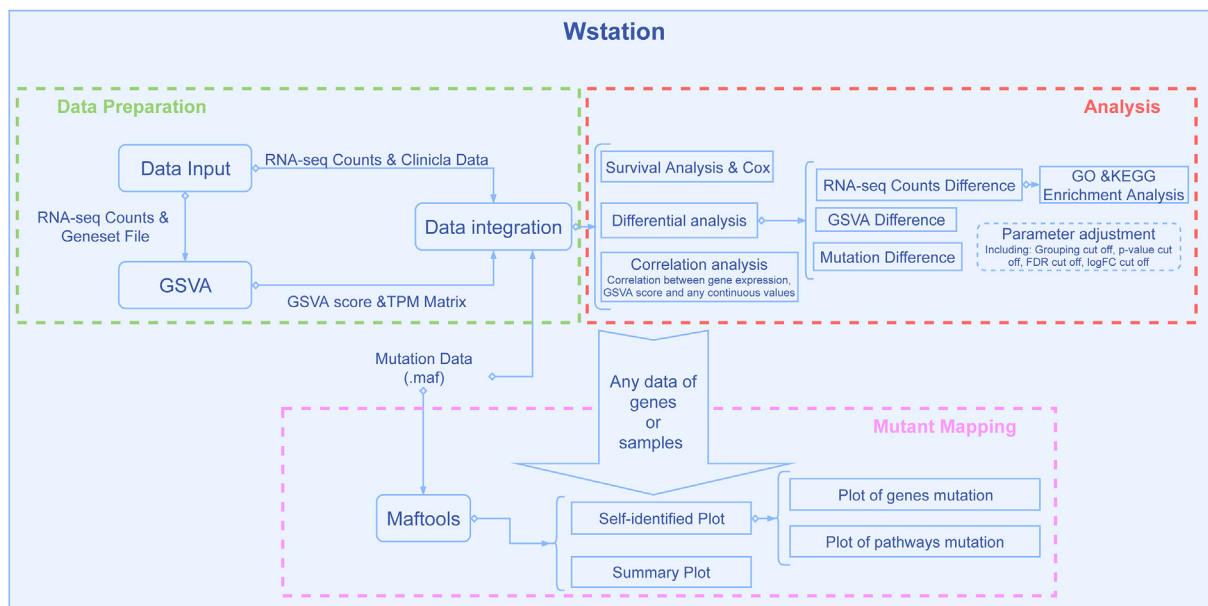 Wstation
Data Preparation
Data Input
RNA-seq Counts & Clinicla Data
RNA-seq Counts &
Geneset File
Data integration
GSVA
GSVA score &TPM Matrix
Analysis
Survival Analysis & Cox
Differential analysis
Correlation analysis
Correlation between gene expression,
GSVA score and any continuous values
RNA-seq Counts Difference
GSVA Difference
Mutation Difference
GO &KEGG
Enrichment Analysis
Parameter adjustment
Including: Grouping cut off, p-value cut
off, FDR cut off, logFC cut off
Mutation Data
(.maf)
Any data of
genes
or
samples
Mutant Mapping
Maftools
Self-identified Plot
Summary Plot
Plot of genes mutation
Plot of pathways mutation